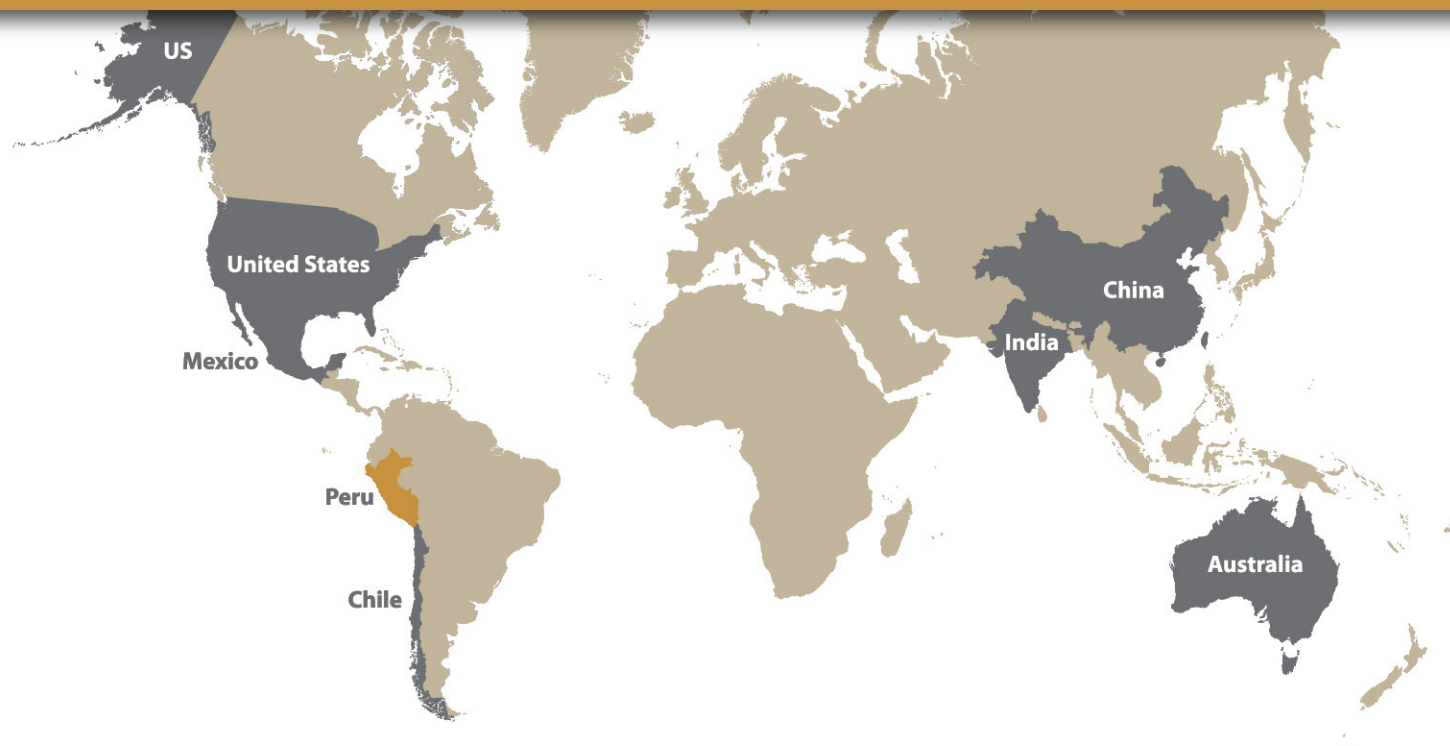 US
United States
China
India
Mexico
Peru
Australia
Chile